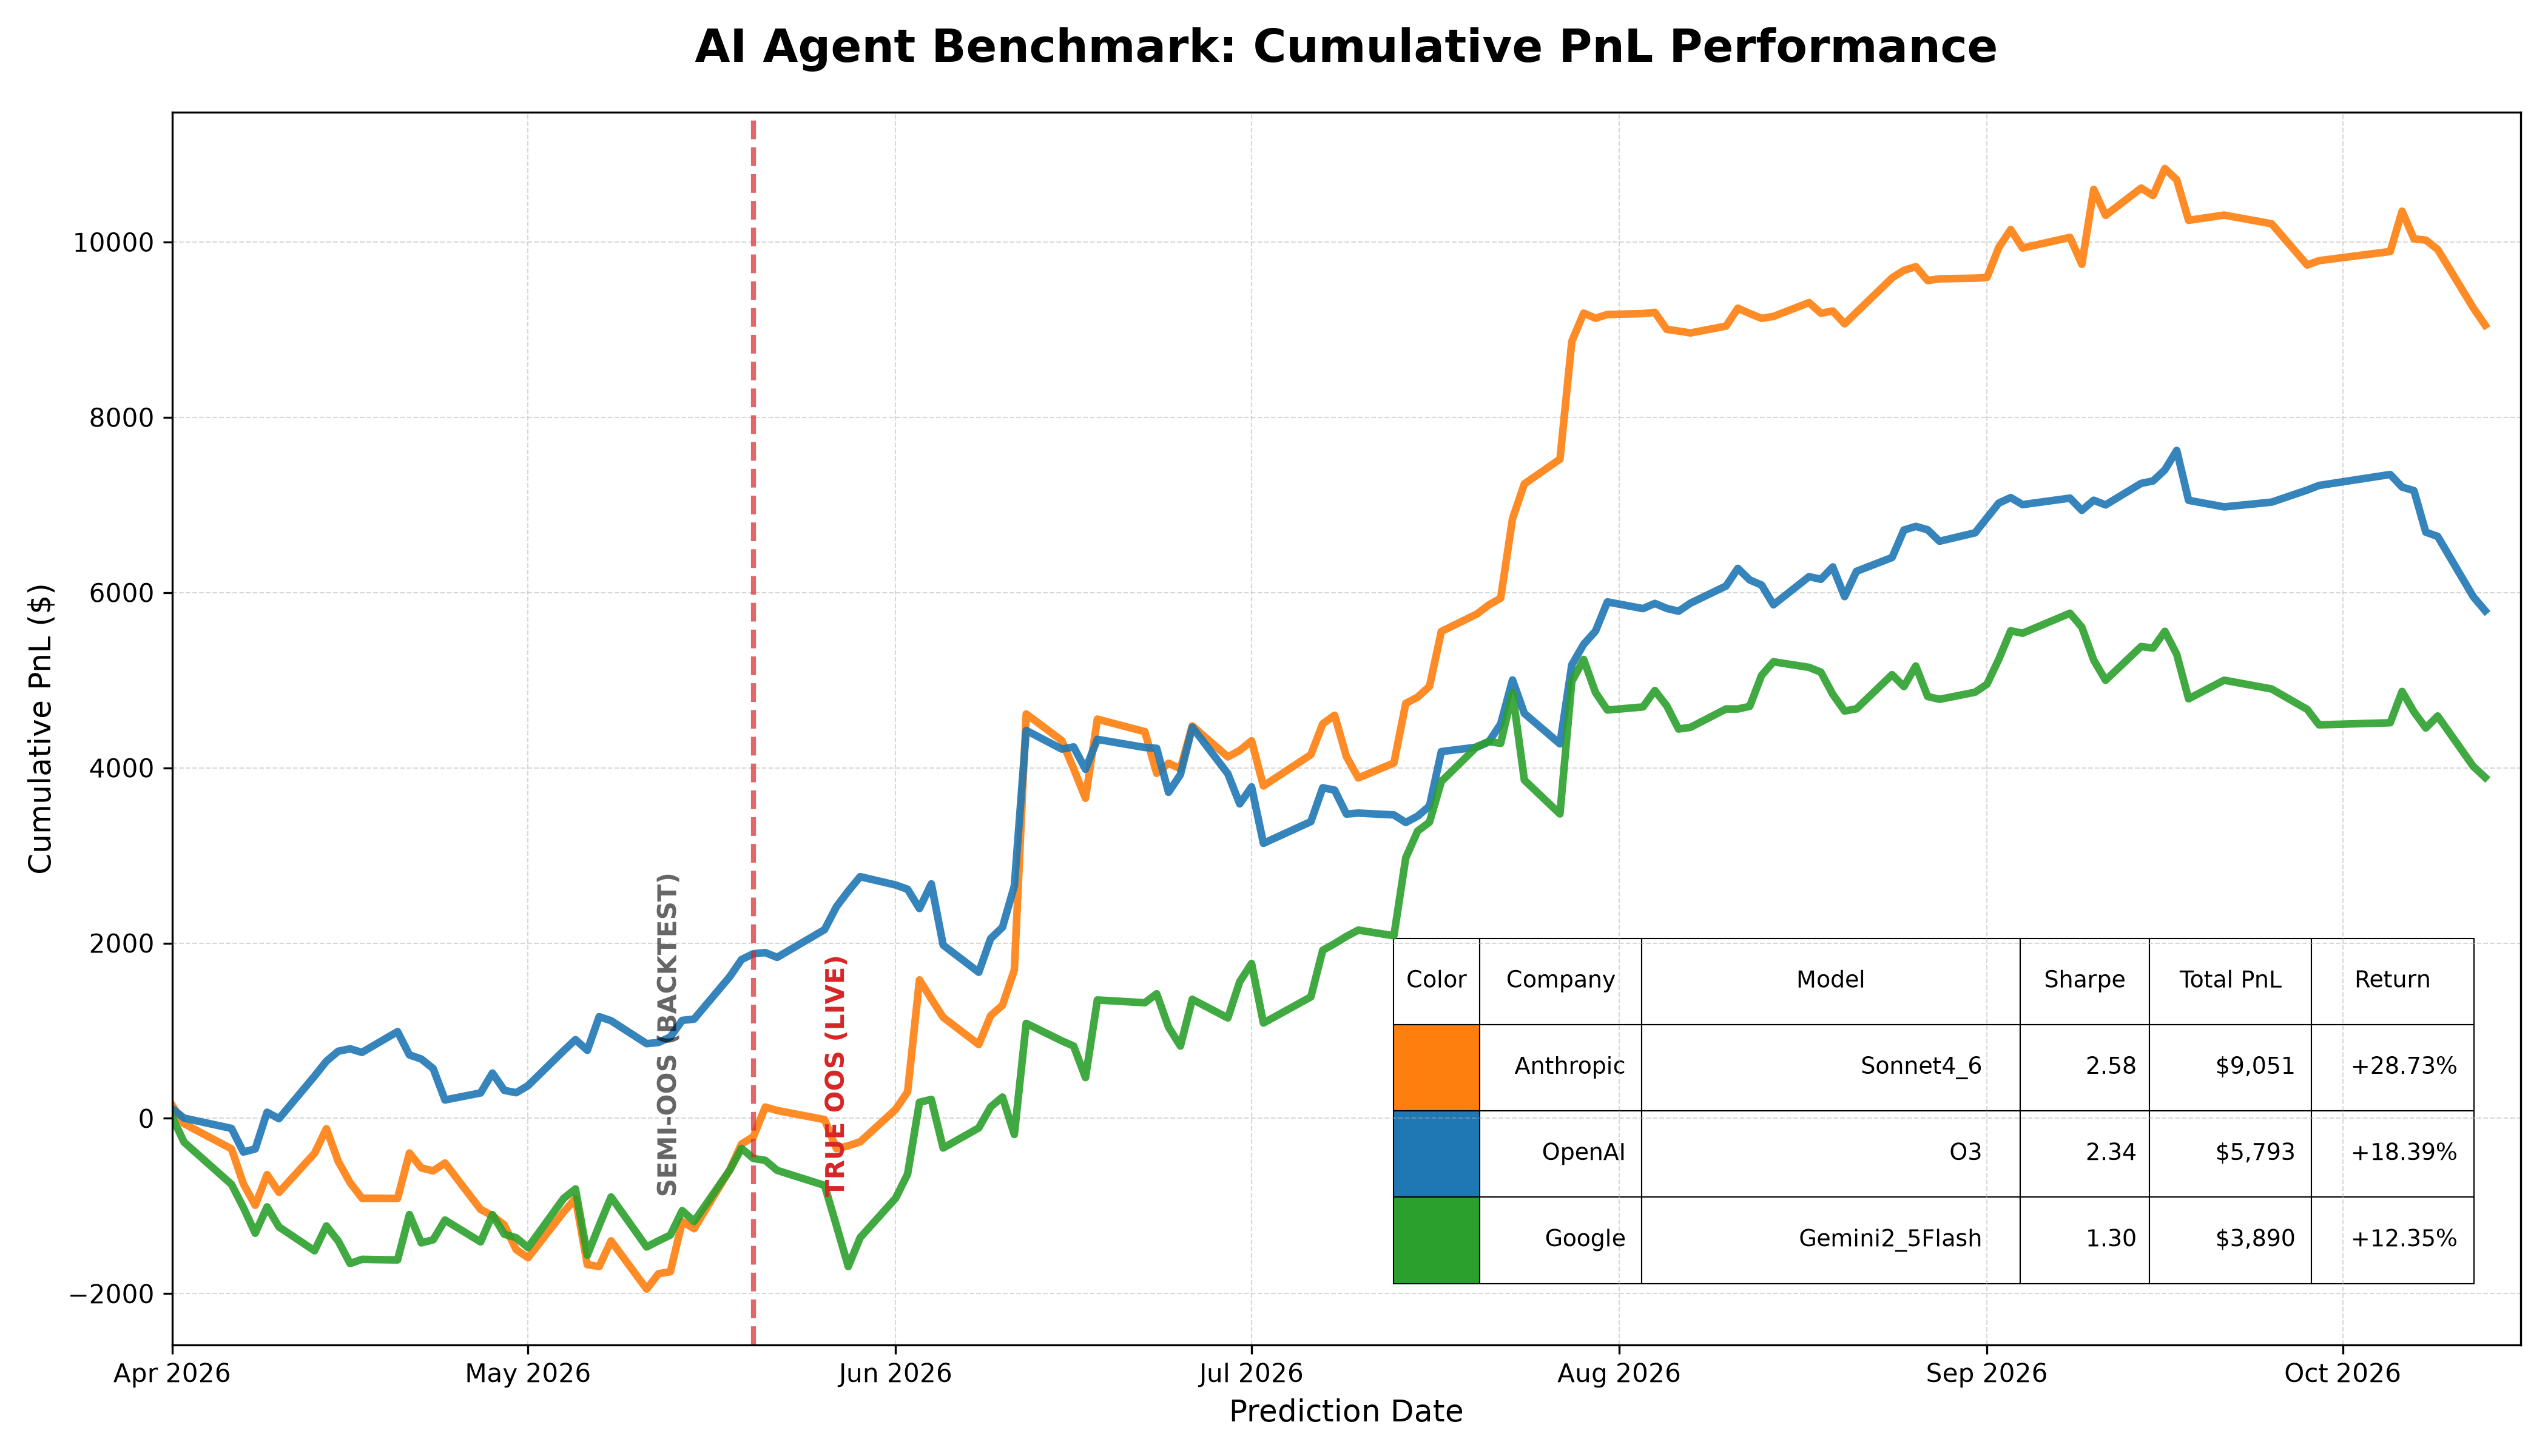 AI Agent Benchmark: Cumulative PnL Performance
Cumulative PnL ($)
10000
8000
6000
4000
2000
0
−2000
SEMI-OOS (BACKTEST)
TRUE OOS (LIVE)
Color Company Model Sharpe Total PnL Return
Anthropic Sonnet4_6 2.58 $9,051 +28.73%
OpenAI O3 2.34 $5,793 +18.39%
Google Gemini2_5Flash 1.30 $3,890 +12.35%
Apr 2026 May 2026 Jun 2026 Jul 2026 Aug 2026 Sep 2026 Oct 2026
Prediction Date